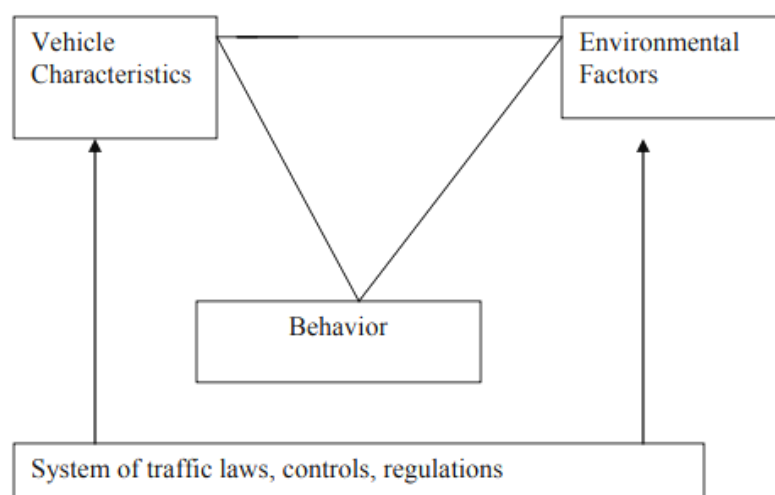 Vehicle
Characteristics
Environmental
Factors
Behavior
System of traffic laws, controls, regulations